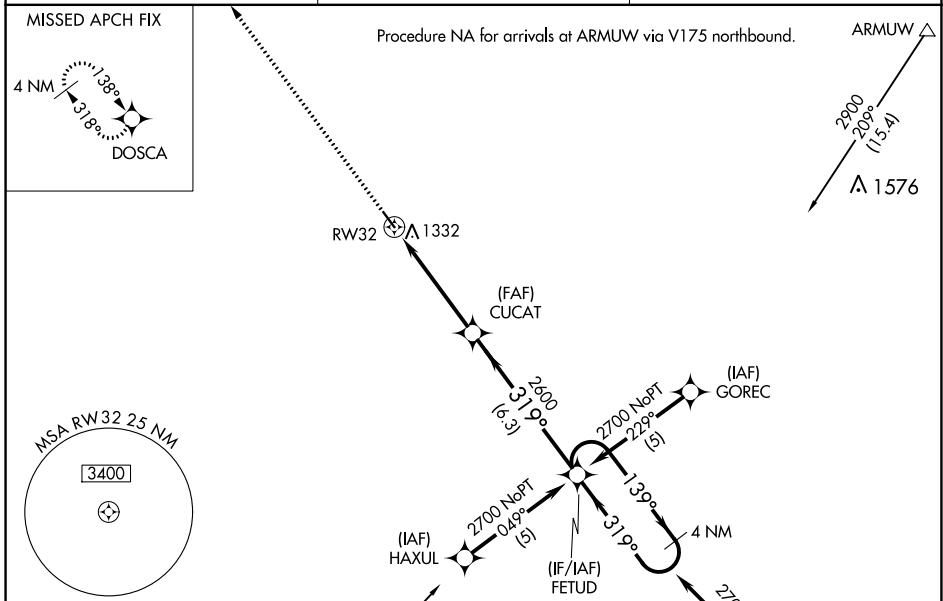 MISSED APCH FIX
4 NM
138°
318°
DOSCA
Procedure NA for arrivals at ARMUW via V175 northbound.
ARMUW
2900
209°
(15.4)
1576
RW32
1332
(FAF)
CUCAT
2600
319°
(6.3)
(IAF)
GOREC
2700 NoPT
229°
(5)
MSA RW32 25 NM
3400
2700 NoPT
049°
(5)
(IAF)
HAXUL
139°
319°
4 NM
(IF/IAF)
FETUD